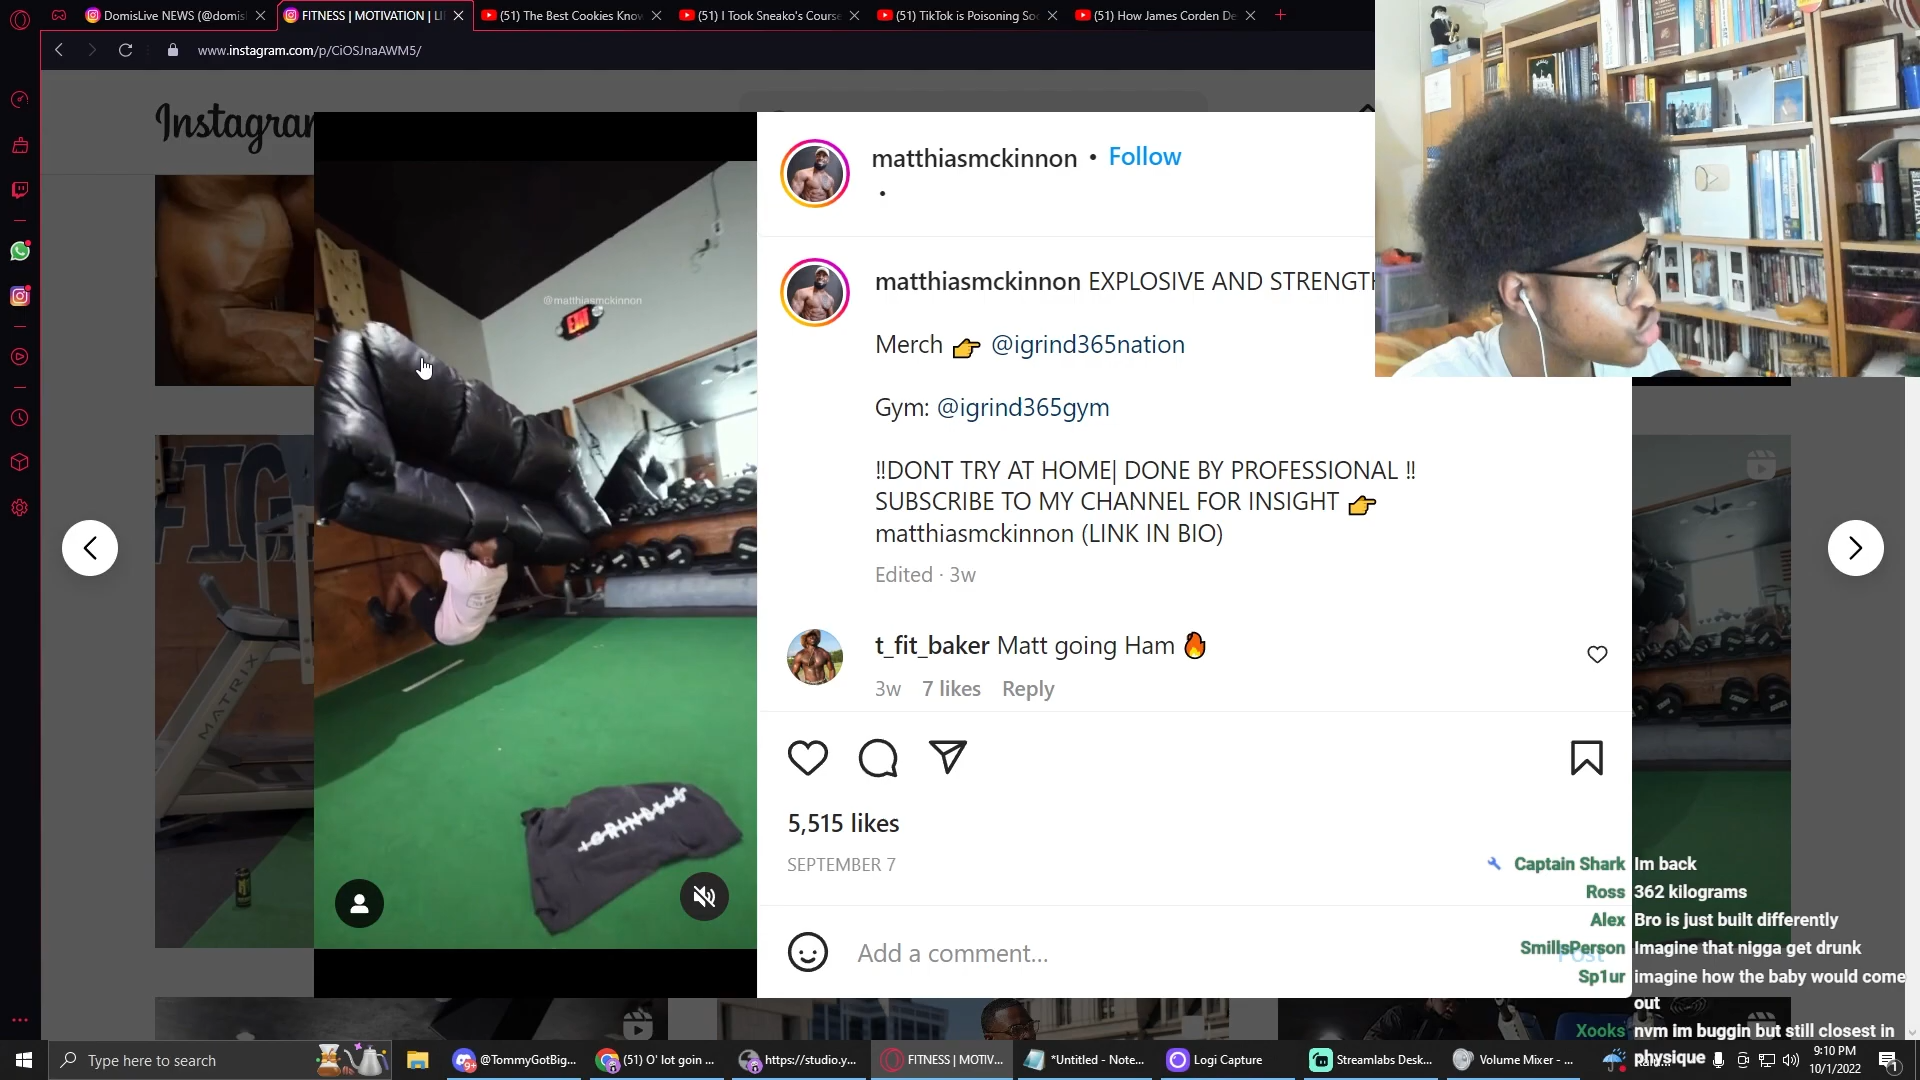 DomisLive NEWS (@domis
FITNESS | MOTIVATION | LI
(51) The Best Cookies Know
(51) I Took Sneako's Course
(51) TikTok is Poisoning Soc
(51) How James Corden De
www.instagram.com/p/CiOSJnaAWM5/
Instagram
matthiasmckinnon • Follow
•
@matthiasmckinnon
matthiasmckinnon EXPLOSIVE AND STRENGTH
Merch 👉 @igrind365nation
Gym: @igrind365gym
‼DONT TRY AT HOME| DONE BY PROFESSIONAL ‼
SUBSCRIBE TO MY CHANNEL FOR INSIGHT 👉
matthiasmckinnon (LINK IN BIO)
Edited · 3w
t_fit_baker Matt going Ham 🔥
3w 7 likes Reply
MATRIX
5,515 likes
SEPTEMBER 7
Add a comment...
Post
Captain Shark Im back
Ross 362 kilograms
Alex Bro is just built differently
SmillsPerson Imagine that nigga get drunk
Sp1ur imagine how the baby would come
out
Xooks nvm im buggin but still closest in
physique
Type here to search
@TommyGotBig...
(51) O' lot goin ...
https://studio.y...
FITNESS | MOTIV...
*Untitled - Note...
Logi Capture
Streamlabs Desk...
Volume Mixer - ...
9:10 PM
10/1/2022